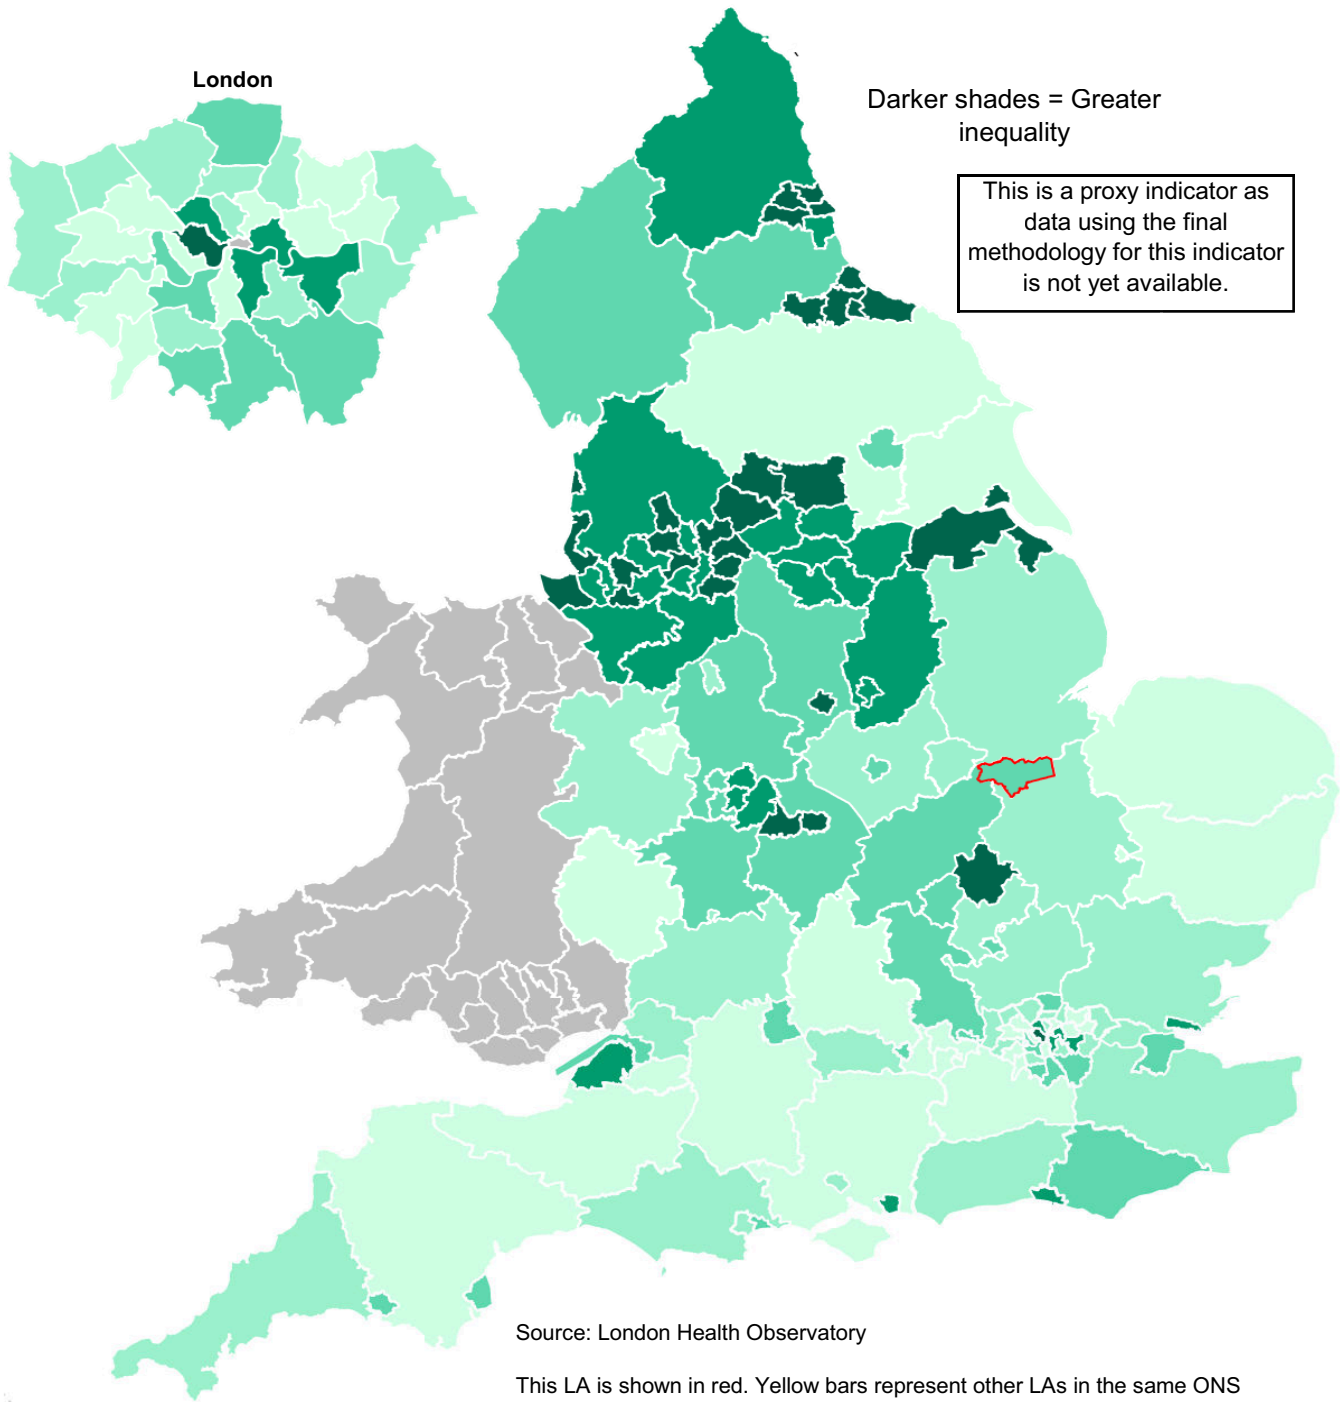 London
Darker shades = Greater
inequality
This is a proxy indicator as
data using the final
methodology for this indicator
is not yet available.
Source: London Health Observatory
This LA is shown in red. Yellow bars represent other LAs in the same ONS